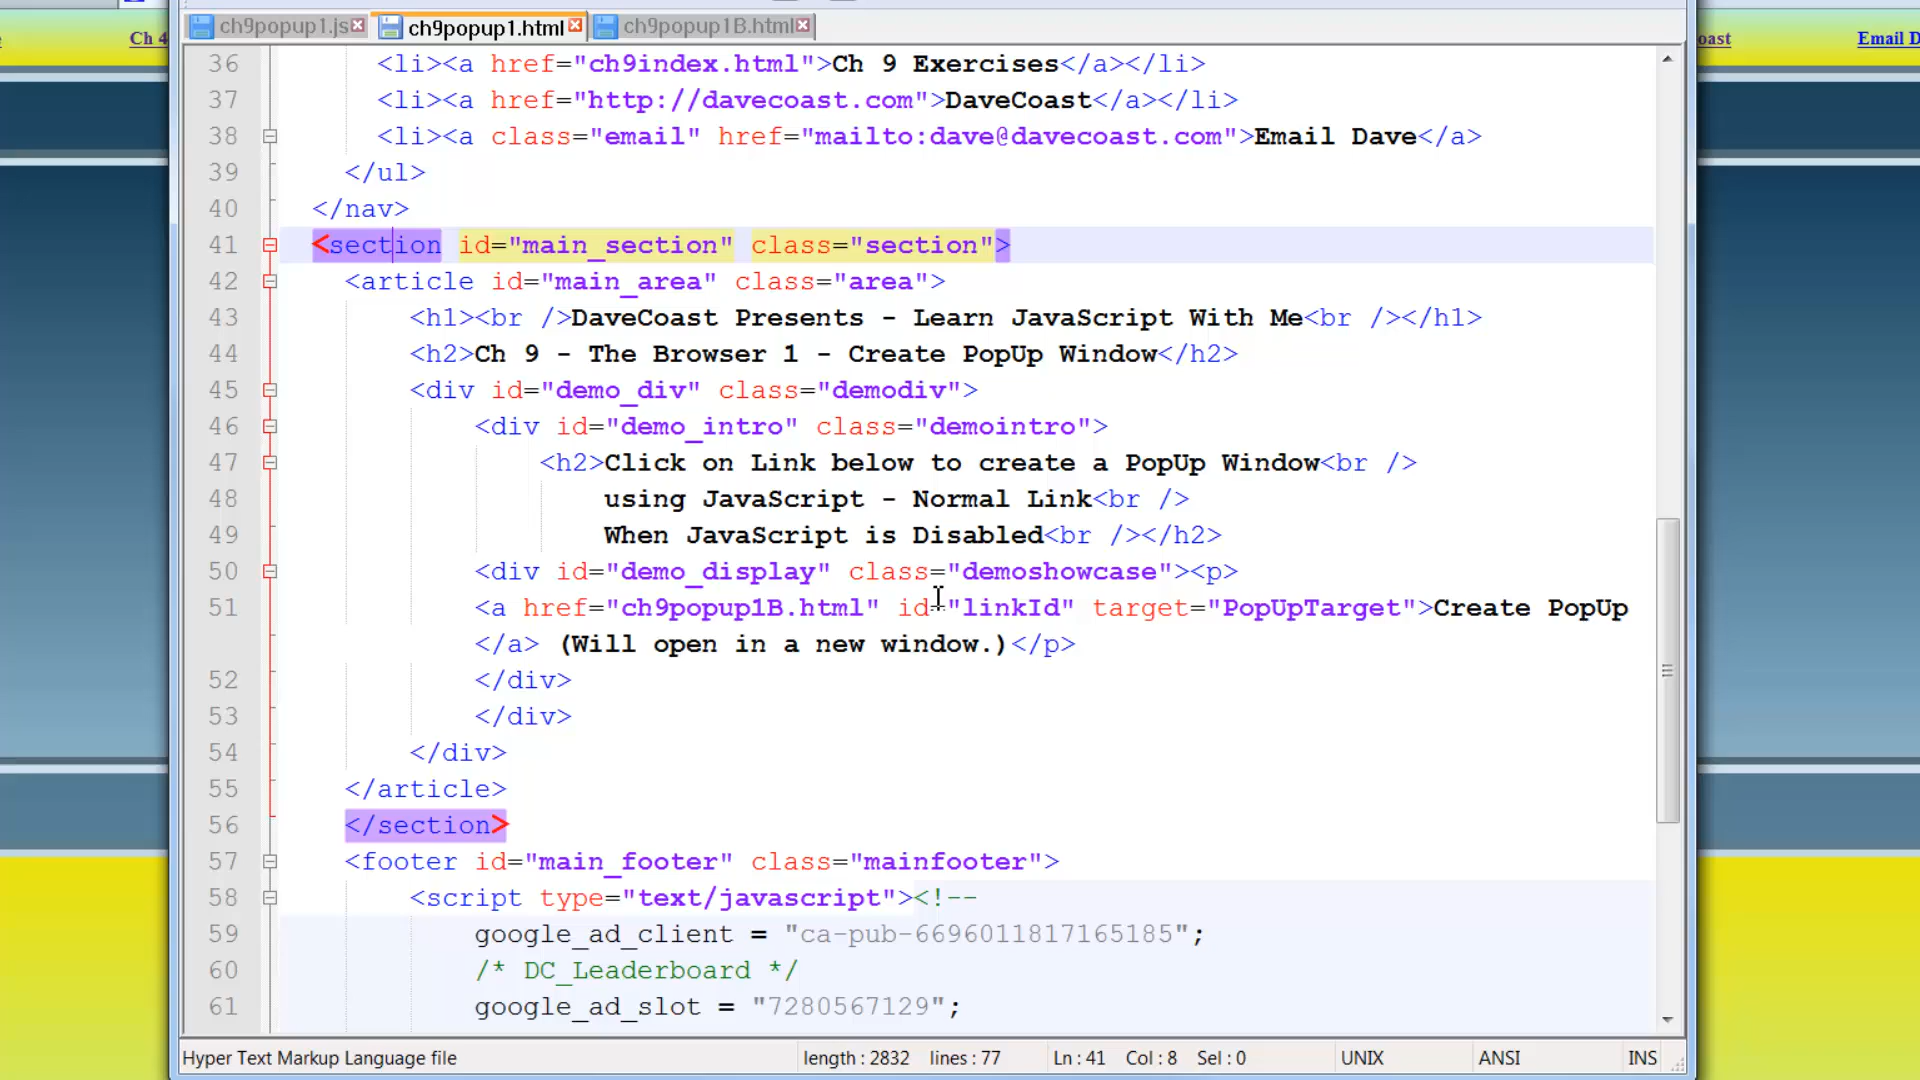 Ch 4
ast
Email D
ch9popup1.js
ch9popup1.html
ch9popup1B.html
36 <li><a href="ch9index.html">Ch 9 Exercises</a></li>
37 <li><a href="http://davecoast.com">DaveCoast</a></li>
38 <li><a class="email" href="mailto:dave@davecoast.com">Email Dave</a>
39 </ul>
40 </nav>
41 <section id="main_section" class="section">
42 <article id="main_area" class="area">
43 <h1><br />DaveCoast Presents - Learn JavaScript With Me<br /></h1>
44 <h2>Ch 9 - The Browser 1 - Create PopUp Window</h2>
45 <div id="demo_div" class="demodiv">
46 <div id="demo_intro" class="demointro">
47 <h2>Click on Link below to create a PopUp Window<br />
48 using JavaScript - Normal Link<br />
49 When JavaScript is Disabled<br /></h2>
50 <div id="demo_display" class="demoshowcase"><p>
51 <a href="ch9popup1B.html" id="linkId" target="PopUpTarget">Create PopUp
</a> (Will open in a new window.)</p>
52 </div>
53 </div>
54 </div>
55 </article>
56 </section>
57 <footer id="main_footer" class="mainfooter">
58 <script type="text/javascript"><!--
59 google_ad_client = "ca-pub-6696011817165185";
60 /* DC_Leaderboard */
61 google_ad_slot = "7280567129";
Hyper Text Markup Language file
length : 2832 lines : 77
Ln : 41 Col : 8 Sel : 0
UNIX
ANSI
INS